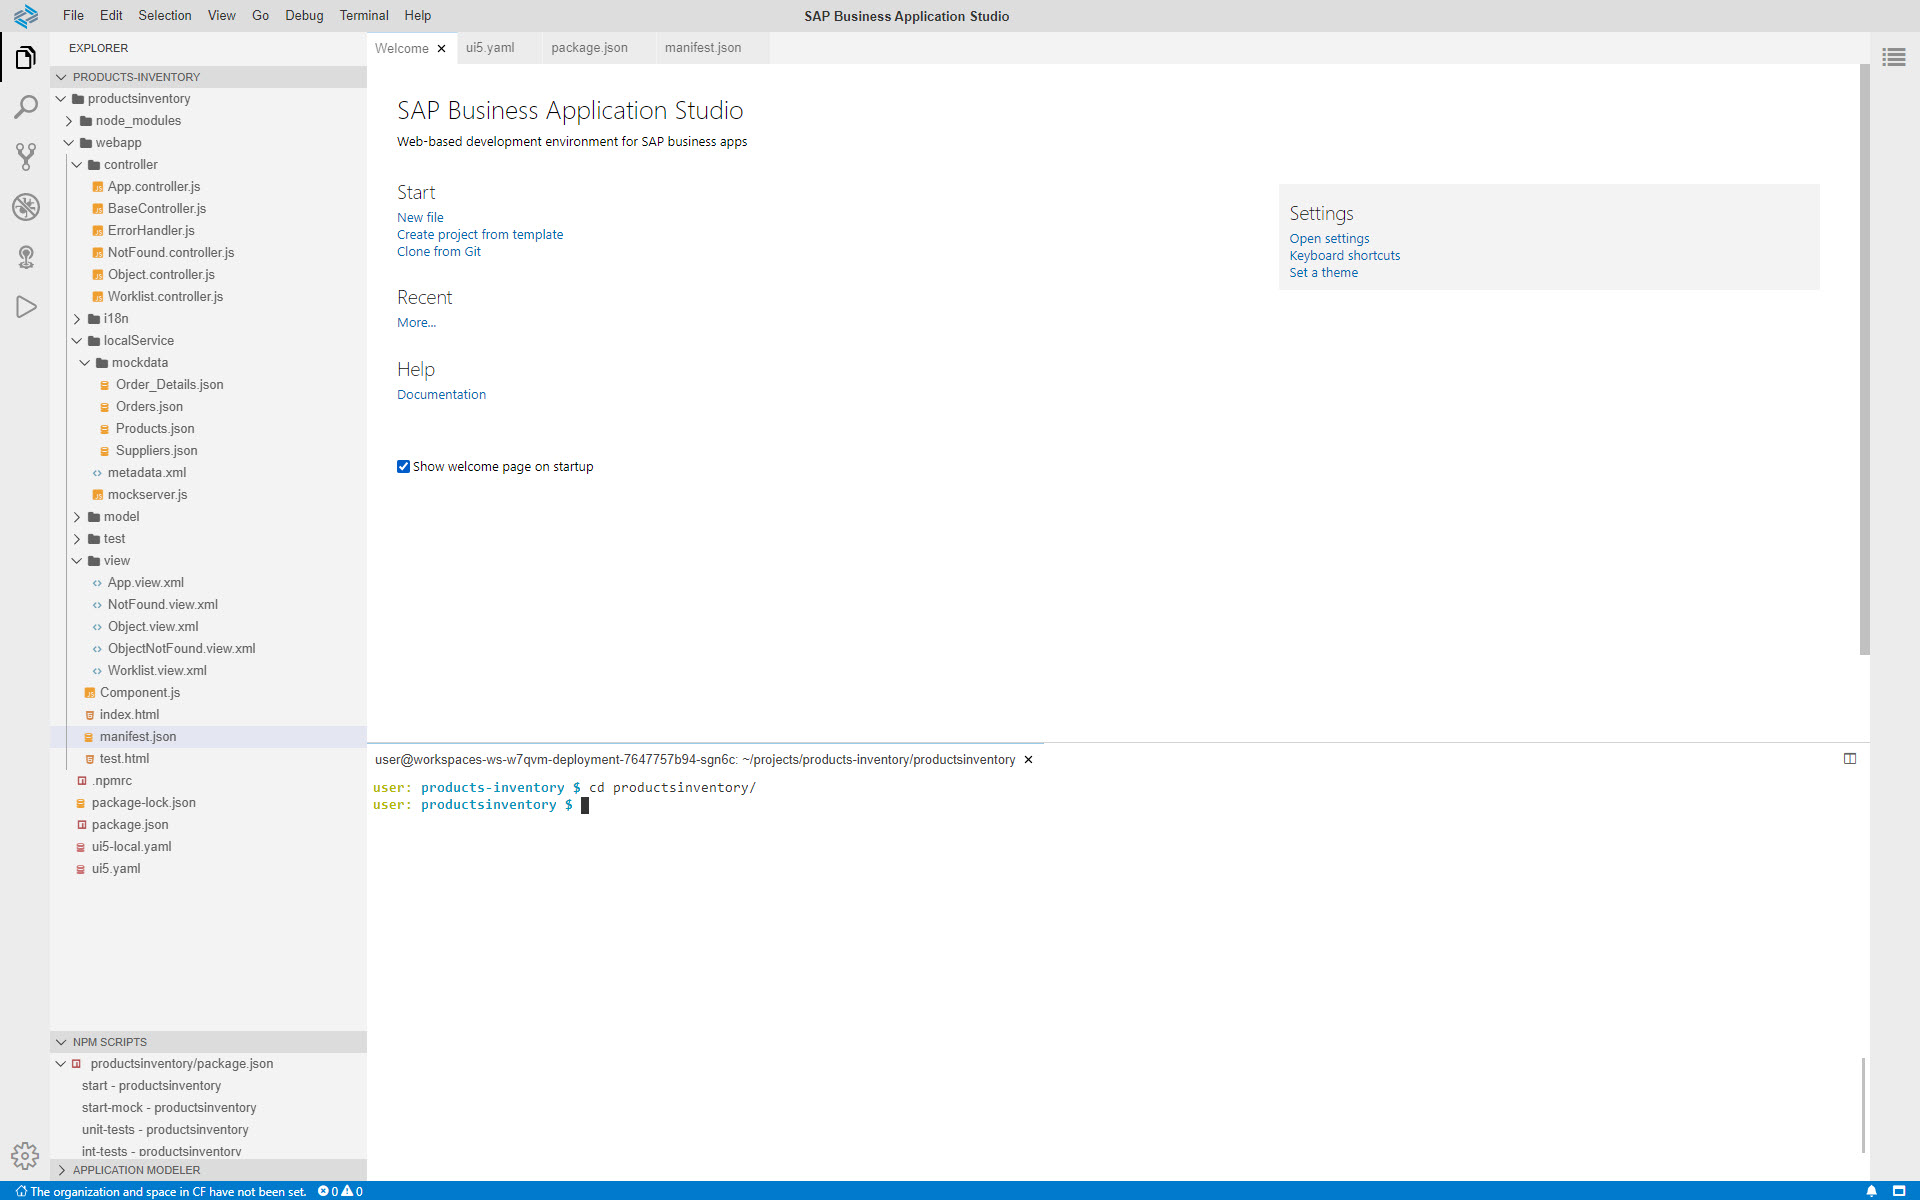 File Edit Selection View Go Debug Terminal Help
SAP Business Application Studio
EXPLORER
PRODUCTS-INVENTORY
productsinventory
node_modules
webapp
controller
App.controller.js
BaseController.js
ErrorHandler.js
NotFound.controller.js
Object.controller.js
Worklist.controller.js
i18n
localService
mockdata
Order_Details.json
Orders.json
Products.json
Suppliers.json
metadata.xml
mockserver.js
model
test
view
App.view.xml
NotFound.view.xml
Object.view.xml
ObjectNotFound.view.xml
Worklist.view.xml
Component.js
index.html
manifest.json
test.html
.npmrc
package-lock.json
package.json
ui5-local.yaml
ui5.yaml
NPM SCRIPTS
productsinventory/package.json
start - productsinventory
start-mock - productsinventory
unit-tests - productsinventory
int-tests - productsinventory
APPLICATION MODELER
Welcome ui5.yaml package.json manifest.json
SAP Business Application Studio
Web-based development environment for SAP business apps
Start
New file
Create project from template
Clone from Git
Recent
More...
Help
Documentation
Show welcome page on startup
Settings
Open settings
Keyboard shortcuts
Set a theme
user@workspaces-ws-w7qvm-deployment-7647757b94-sgn6c: ~/projects/products-inventory/productsinventory
user: products-inventory $ cd productsinventory/
user: productsinventory $
The organization and space in CF have not been set. 0 0